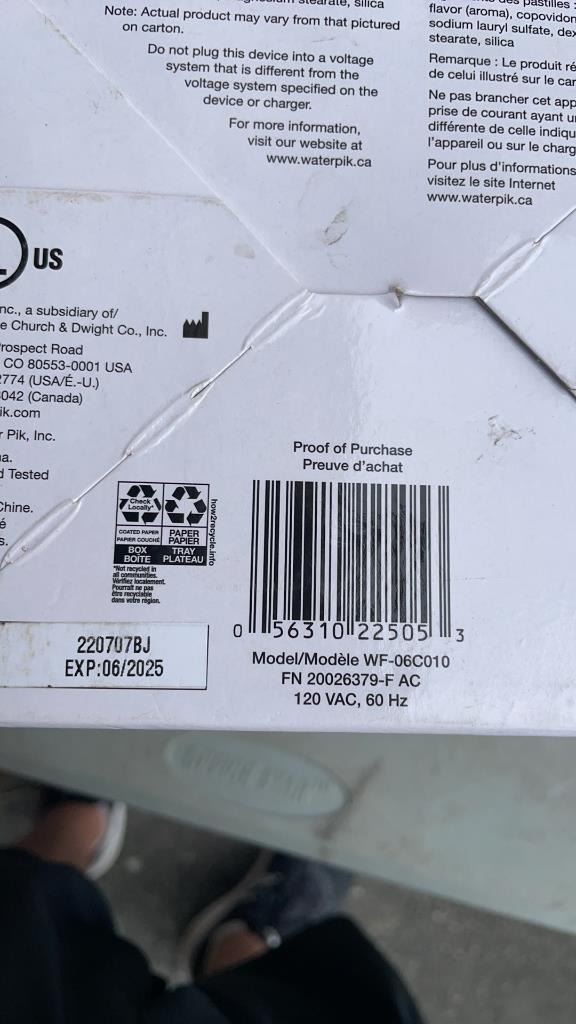 stearate, silica
Note: Actual product may vary from that pictured
on carton.
Do not plug this device into a voltage
system that is different from the
voltage system specified on the
device or charger.
For more information,
visit our website at
www.waterpik.ca
pastilles :
flavor (aroma), copovidon
sodium lauryl sulfate, dex
stearate, silica
Remarque : Le produit ré
de celui illustré sur le car
Ne pas brancher cet app
prise de courant ayant u
différente de celle indiqu
l'appareil ou sur le charg
Pour plus d'informations
visitez le site Internet
www.waterpik.ca
US
nc., a subsidiary of/
e Church & Dwight Co., Inc.
rospect Road
CO 80553-0001 USA
2774 (USA/É.-U.)
042 (Canada)
ik.com
r Pik, Inc.
a.
d Tested
Chine.
é
s.
Proof of Purchase
Preuve d'achat
Check
Locally*
COATED PAPER
PAPIER COUCHÉ
BOX
BOÎTE
PAPER
PAPIER
TRAY
PLATEAU
how2recycle.info
*Not recycled in
all communities.
Vérifiez localement.
Pourrait ne pas
être recyclable
dans votre région.
0 56310 22505 3
Model/Modèle WF-06C010
FN 20026379-F AC
120 VAC, 60 Hz
220707BJ
EXP:06/2025